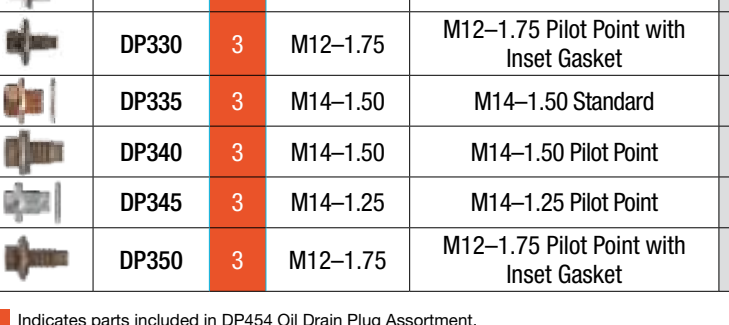 DP330 3 M12–1.75 M12–1.75 Pilot Point with
Inset Gasket
DP335 3 M14–1.50 M14–1.50 Standard
DP340 3 M14–1.50 M14–1.50 Pilot Point
DP345 3 M14–1.25 M14–1.25 Pilot Point
DP350 3 M12–1.75 M12–1.75 Pilot Point with
Inset Gasket
Indicates parts included in DP454 Oil Drain Plug Assortment.